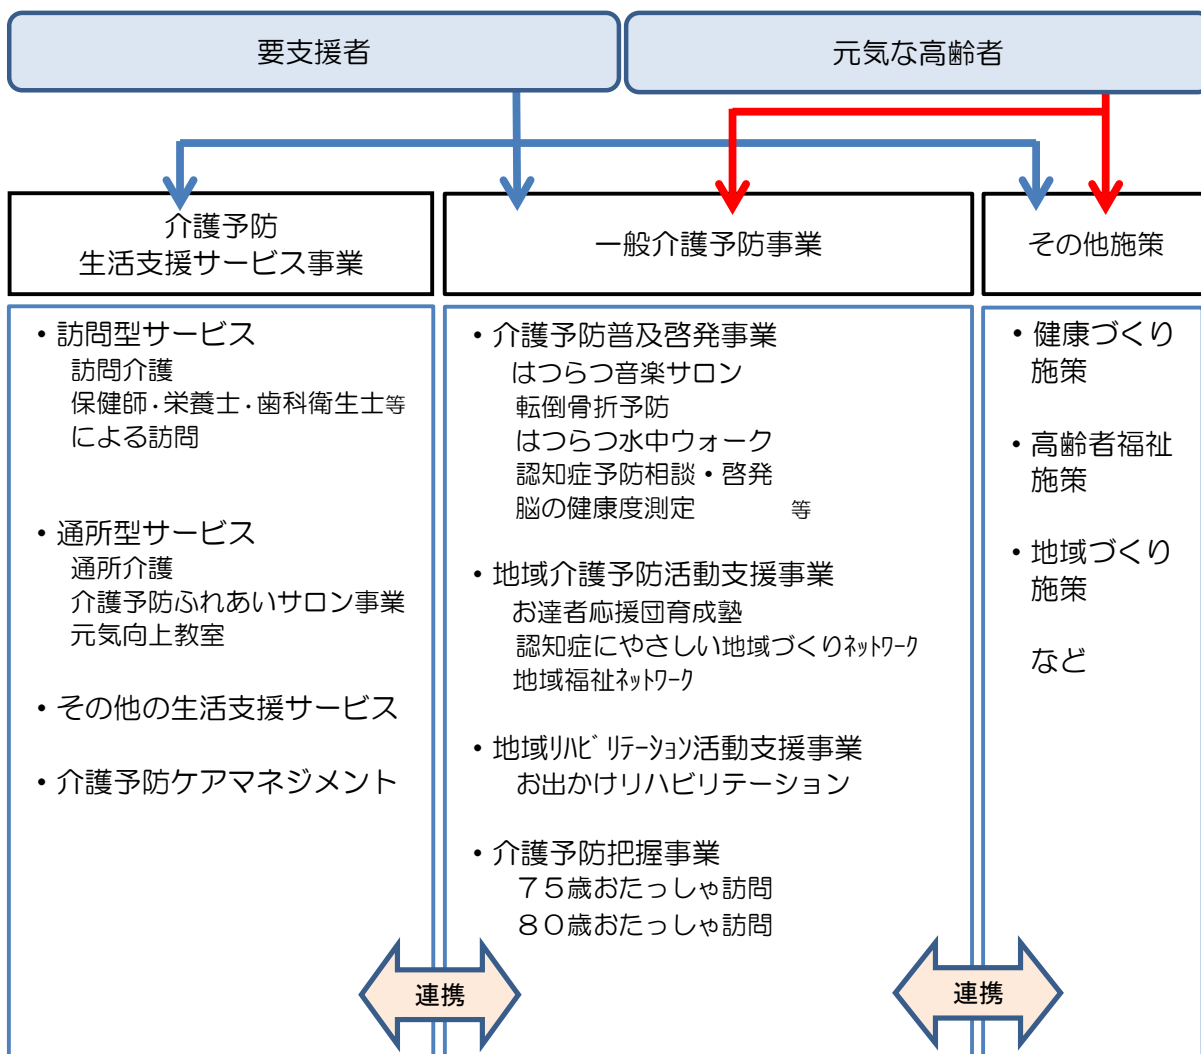 要支援者
元気な高齢者
介護予防
生活支援サービス事業
一般介護予防事業
その他施策
・訪問型サービス
訪問介護
保健師・栄養士・歯科衛生士等
による訪問
・通所型サービス
通所介護
介護予防ふれあいサロン事業
元気向上教室
・その他の生活支援サービス
・介護予防ケアマネジメント
・介護予防普及啓発事業
はつらつ音楽サロン
転倒骨折予防
はつらつ水中ウォーク
認知症予防相談・啓発
脳の健康度測定　　　等
・地域介護予防活動支援事業
お達者応援団育成塾
認知症にやさしい地域づくりﾈｯﾄﾜｰｸ
地域福祉ﾈｯﾄﾜｰｸ
・地域ﾘﾊﾋﾞﾘﾃｰｼｮﾝ活動支援事業
お出かけリハビリテーション
・介護予防把握事業
７５歳おたっしゃ訪問
８０歳おたっしゃ訪問
・健康づくり
施策
・高齢者福祉
施策
・地域づくり
施策
など
連携
連携